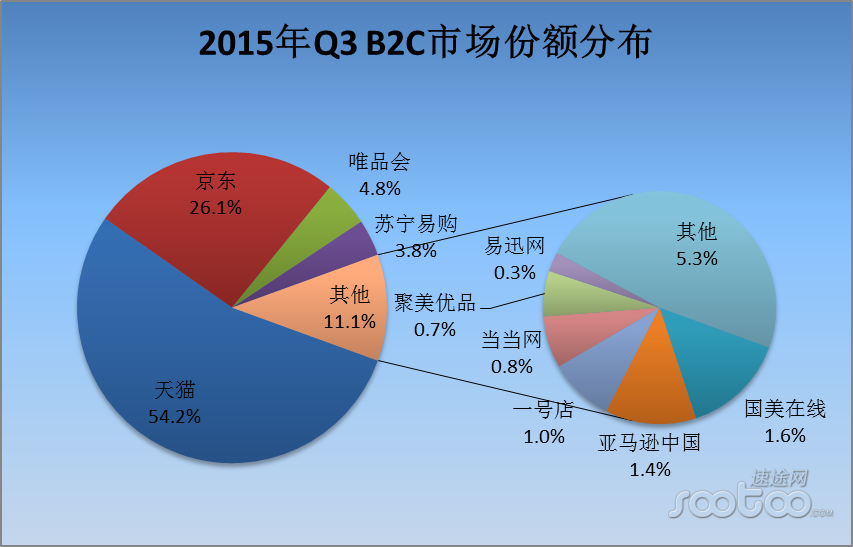 2015年Q3 B2C市场份额分布
京东
26.1%
唯品会
4.8%
苏宁易购
3.8%
其他
11.1%
天猫
54.2%
其他
5.3%
易迅网
0.3%
聚美优品
0.7%
当当网
0.8%
一号店
1.0%
亚马逊中国
1.4%
国美在线
1.6%
速途网
sootoo.COM